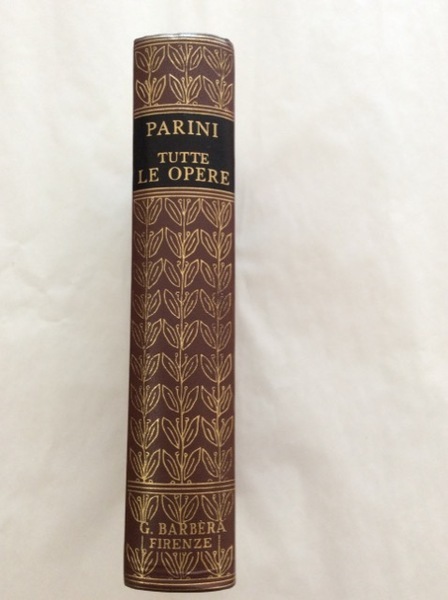 PARINI
TUTTE
LE OPERE
G. BARBÈRA
FIRENZE